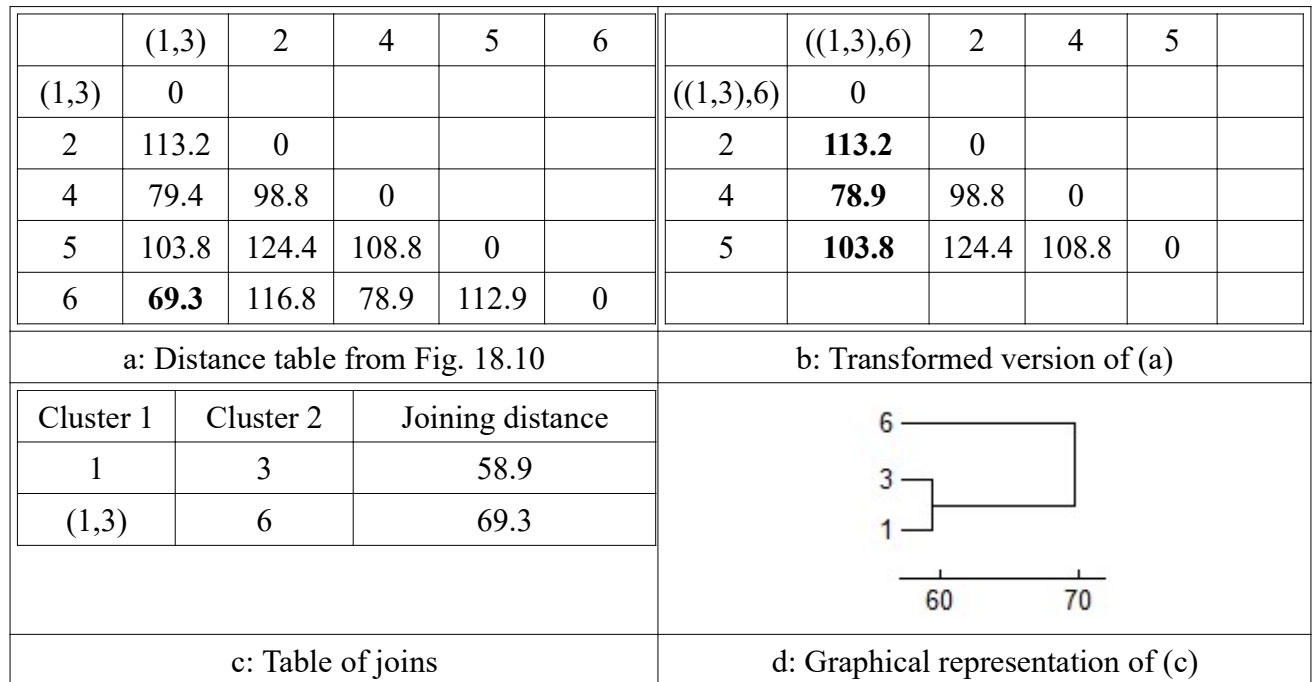 (1,3) 2 4 5 6
(1,3) 0
2 113.2 0
4 79.4 98.8 0
5 103.8 124.4 108.8 0
6 69.3 116.8 78.9 112.9 0
a: Distance table from Fig. 18.10
((1,3),6) 2 4 5
((1,3),6) 0
2 113.2 0
4 78.9 98.8 0
5 103.8 124.4 108.8 0
b: Transformed version of (a)
Cluster 1 Cluster 2 Joining distance
1 3 58.9
(1,3) 6 69.3
c: Table of joins
6
3
1
60 70
d: Graphical representation of (c)